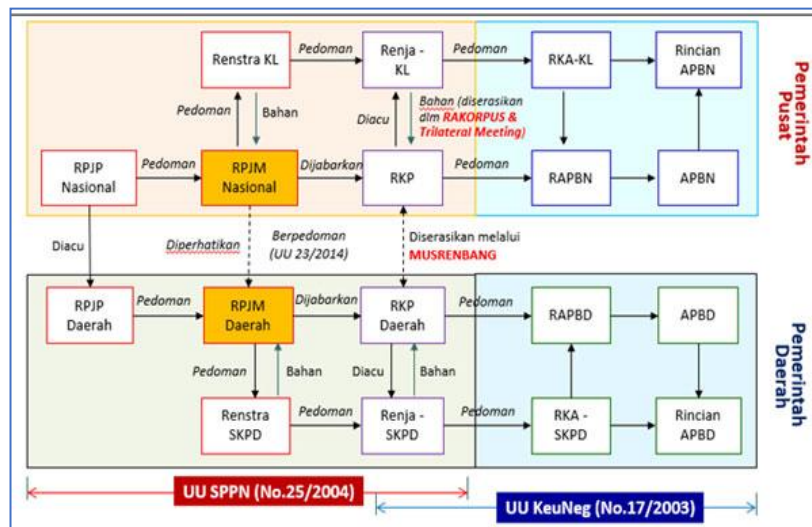 Renstra KL
Pedoman
Renja -
KL
Pedoman
RKA-KL
Rincian
APBN
Pedoman
Bahan
Diacu
Bahan (diserasikan
dlm RAKORPUS &
Trilateral Meeting)
RPJP
Nasional
Pedoman
RPJM
Nasional
Dijabarkan
RKP
Pedoman
RAPBN
APBN
Pemerintah
Pusat
Diacu
Diperhatikan
Berpedoman
(UU 23/2014)
Diserasikan melalui
MUSRENBANG
RPJP
Daerah
Pedoman
RPJM
Daerah
Dijabarkan
RKP
Daerah
Pedoman
RAPBD
APBD
Pedoman
Bahan
Diacu
Bahan
Renstra
SKPD
Pedoman
Renja -
SKPD
Pedoman
RKA -
SKPD
Rincian
APBD
Pemerintah
Daerah
UU SPPN (No.25/2004)
UU KeuNeg (No.17/2003)